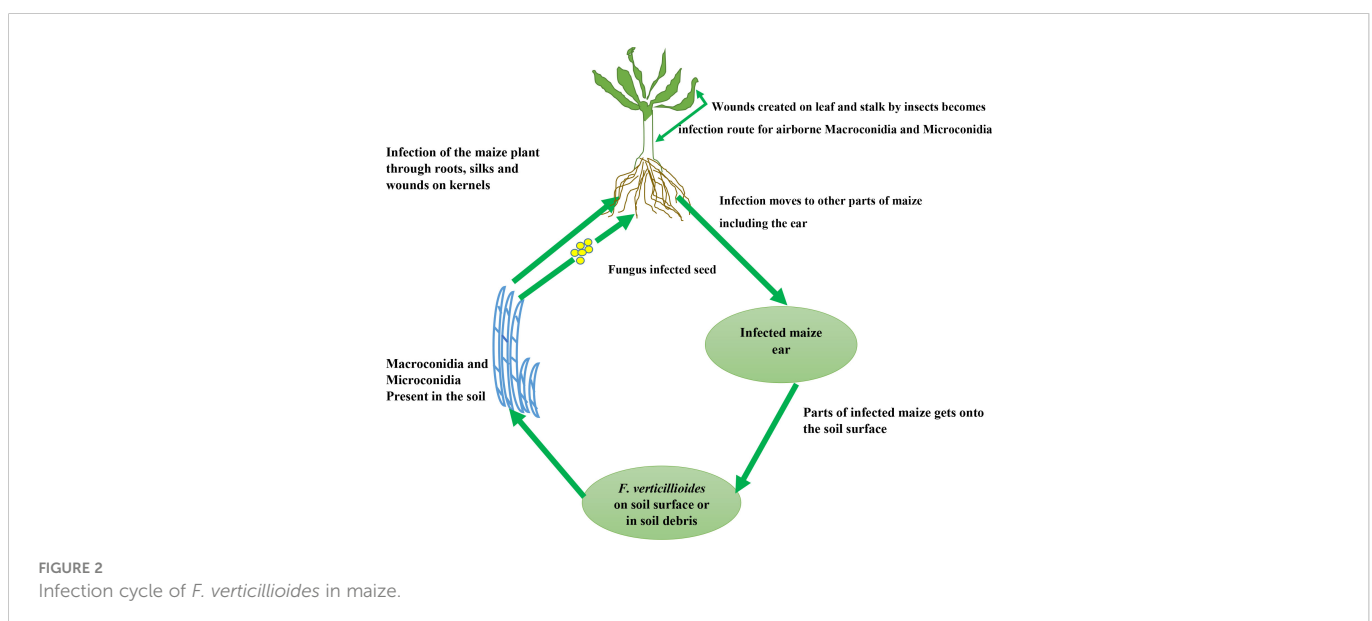 Wounds created on leaf and stalk by insects becomes
infection route for airborne Macroconidia and Microconidia
Infection of the maize plant
through roots, silks and
wounds on kernels
Infection moves to other parts of maize
including the ear
Fungus infected seed
Infected maize
ear
Macroconidia and
Microconidia
Present in the soil
Parts of infected maize gets onto
the soil surface
F. verticillioides
on soil surface or
in soil debris
FIGURE 2
Infection cycle of F. verticillioides in maize.